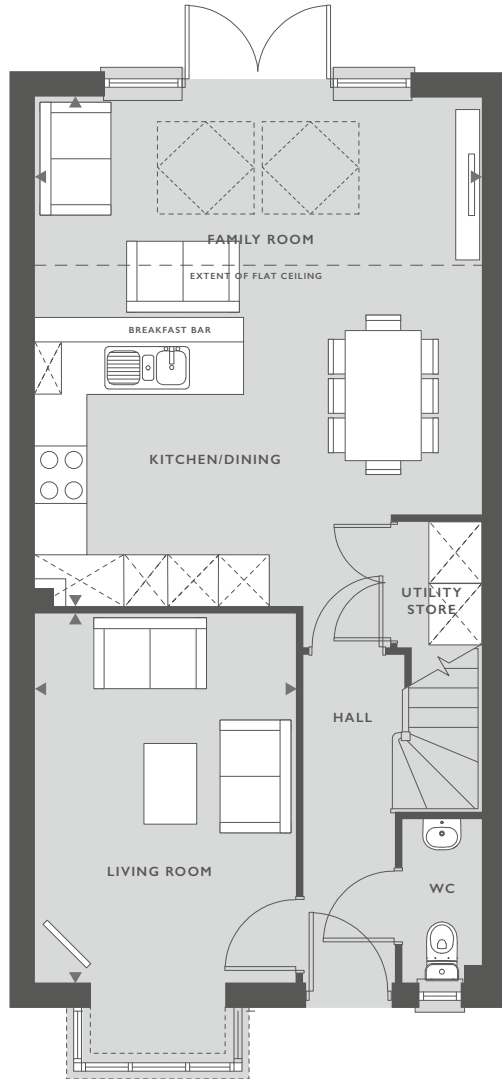 FAMILY ROOM
EXTENT OF FLAT CEILING
BREAKFAST BAR
KITCHEN/DINING
UTILITY
STORE
HALL
LIVING ROOM
WC